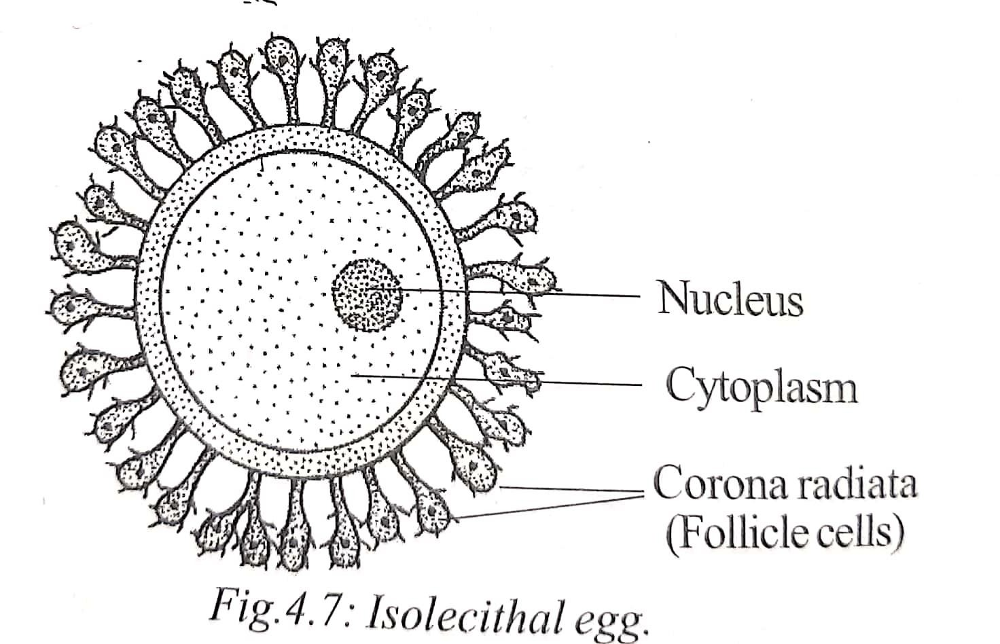 Nucleus
Cytoplasm
Corona radiata
(Follicle cells)
Fig.4.7: Isolecithal egg.